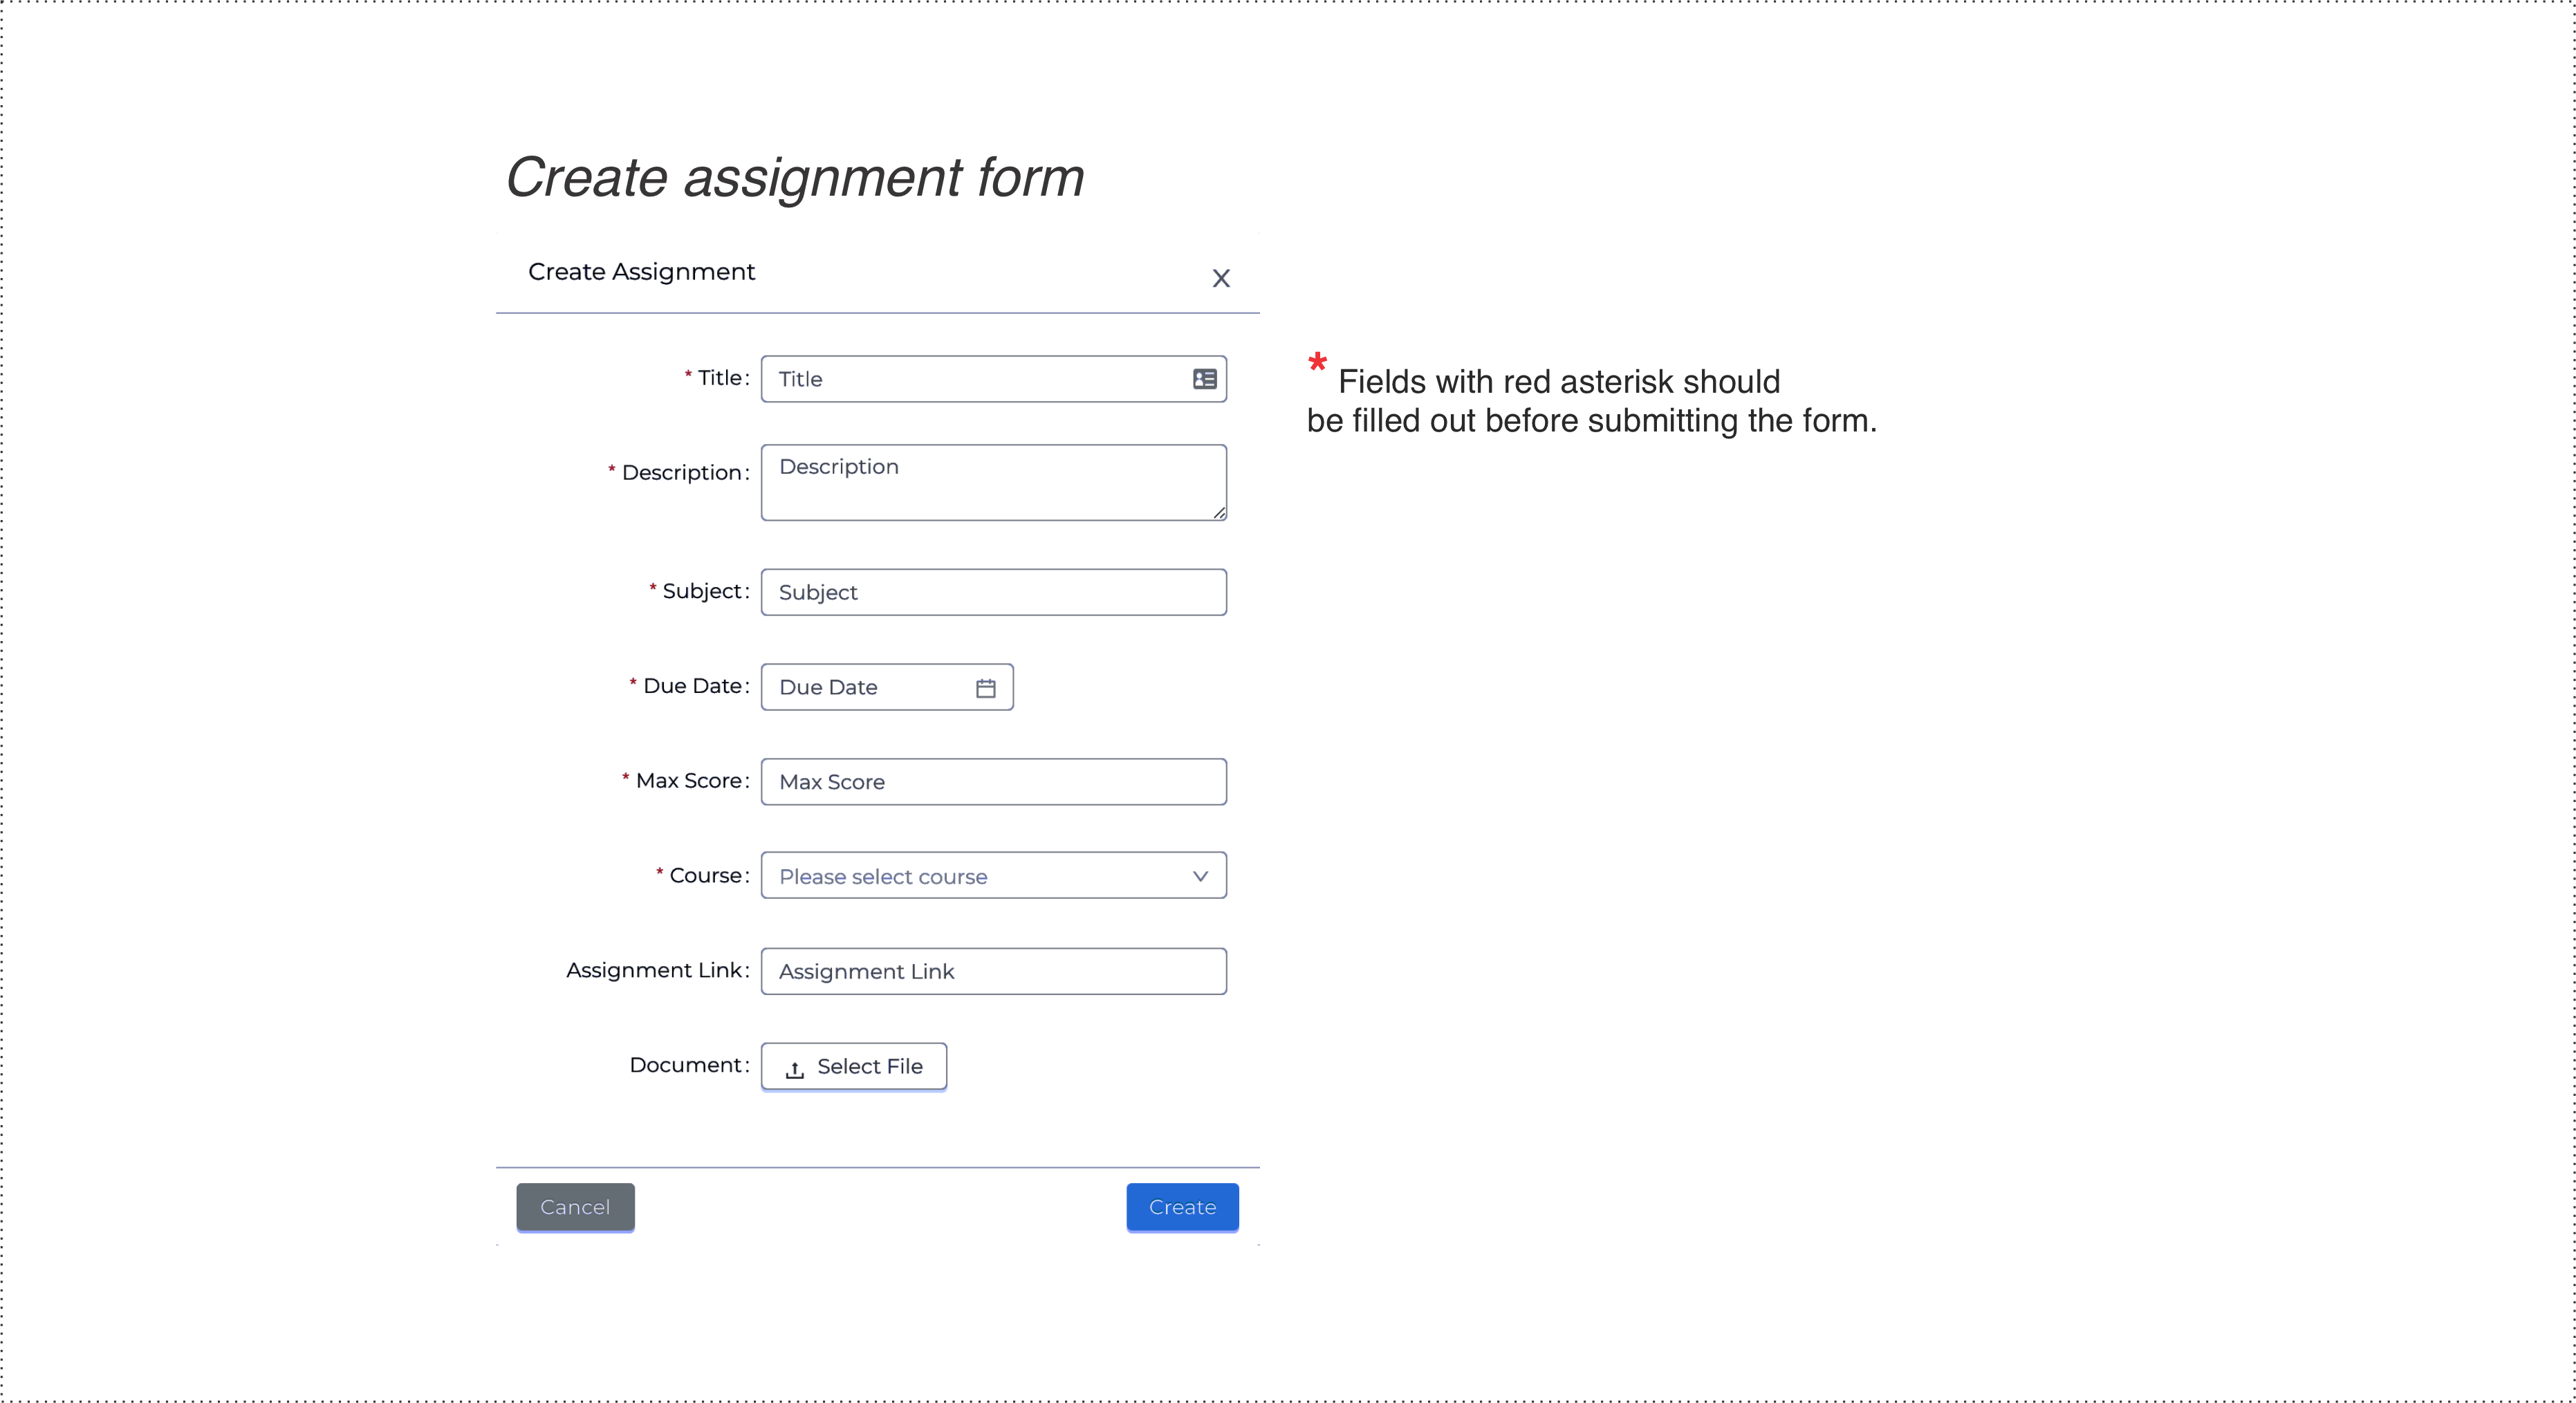 Create assignment form
Create Assignment
X
* Title: Title
* Fields with red asterisk should
be filled out before submitting the form.
* Description: Description
* Subject: Subject
* Due Date: Due Date
* Max Score: Max Score
* Course: Please select course
Assignment Link: Assignment Link
Document: Select File
Cancel
Create